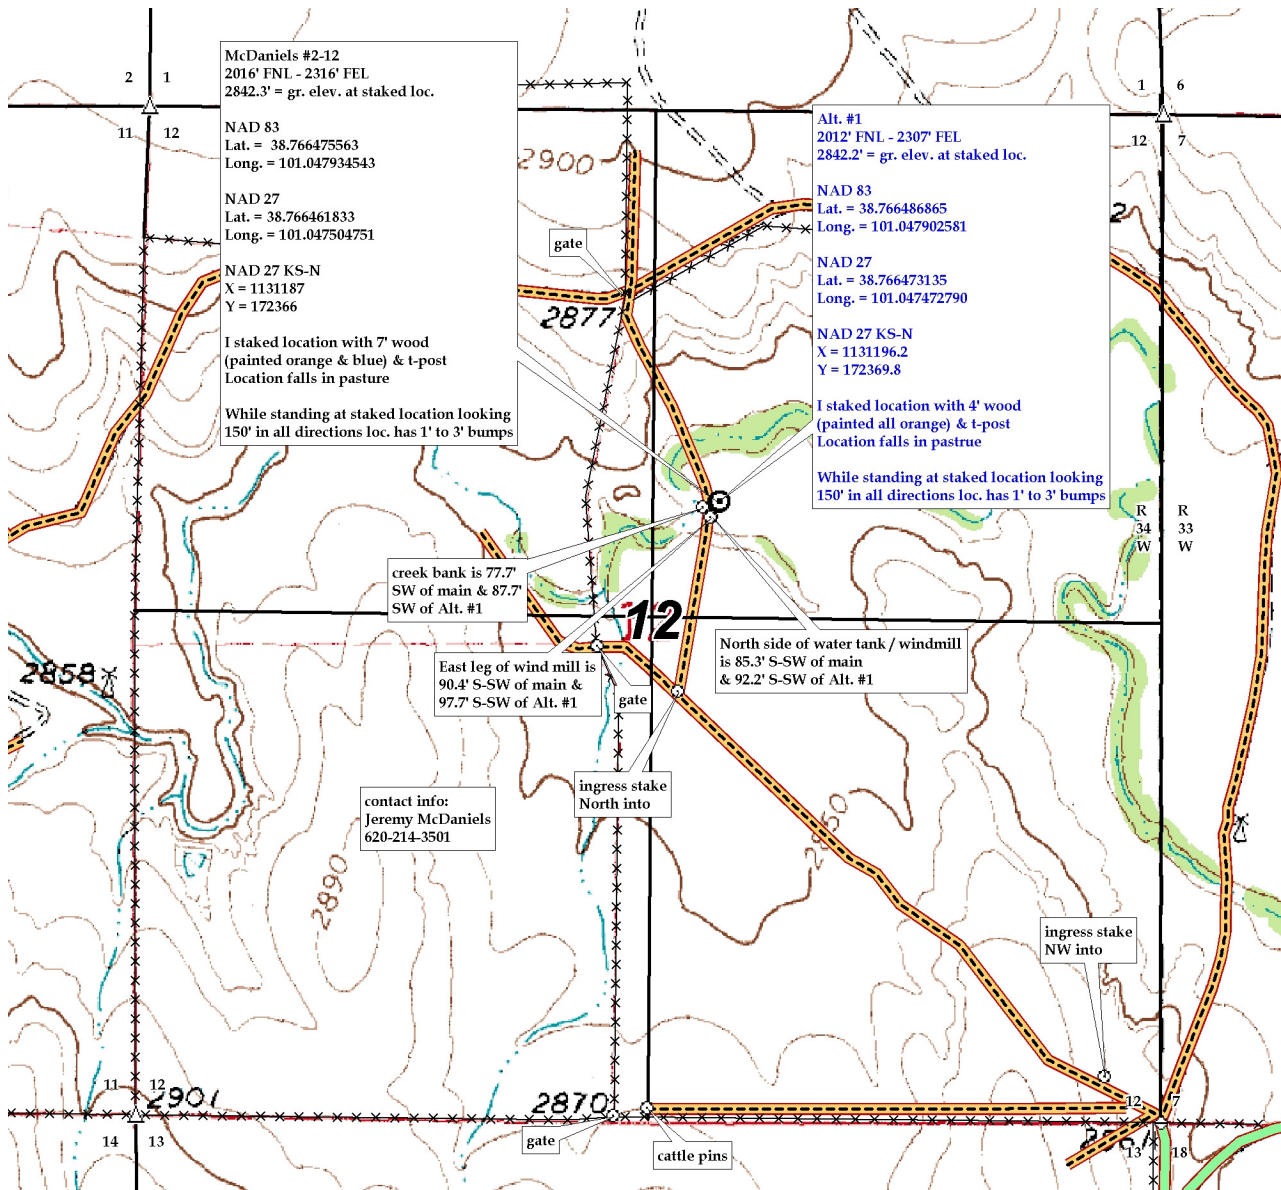 McDaniels #2-12
2016' FNL - 2316' FEL
2842.3' = gr. elev. at staked loc.
NAD 83
Lat. = 38.766475563
Long. = 101.047934543
NAD 27
Lat. = 38.766461833
Long. = 101.047504751
NAD 27 KS-N
X = 1131187
Y = 172366
I staked location with 7' wood
(painted orange & blue) & t-post
Location falls in pasture
While standing at staked location looking
150' in all directions loc. has 1' to 3' bumps
Alt. #1
2012' FNL - 2307' FEL
2842.2' = gr. elev. at staked loc.
NAD 83
Lat. = 38.766486865
Long. = 101.047902581
NAD 27
Lat. = 38.766473135
Long. = 101.047472790
NAD 27 KS-N
X = 1131196.2
Y = 172369.8
I staked location with 4' wood
(painted all orange) & t-post
Location falls in pastrue
While standing at staked location looking
150' in all directions loc. has 1' to 3' bumps
2 1
11 12
1 6
12 7
2900
2
gate
2877
R R
34 33
W W
creek bank is 77.7'
SW of main & 87.7'
SW of Alt. #1
12
North side of water tank / windmill
is 85.3' S-SW of main
& 92.2' S-SW of Alt. #1
East leg of wind mill is
90.4' S-SW of main &
97.7' S-SW of Alt. #1
gate
2858
ingress stake
North into
contact info:
Jeremy McDaniels
620-214-3501
2850
2890
ingress stake
NW into
11 12
2901
14 13
2870
gate
cattle pins
12 7
2861
13 18